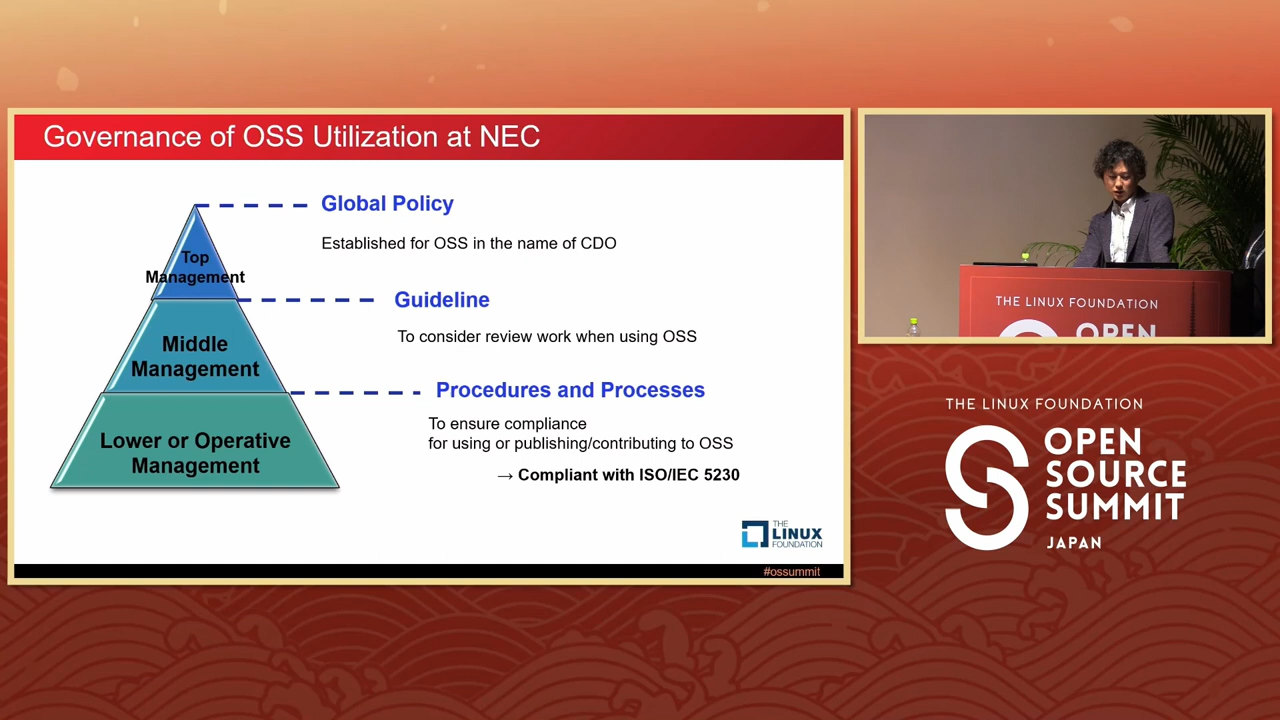 Governance of OSS Utilization at NEC
Top
Management
Middle
Management
Lower or Operative
Management
Global Policy
Established for OSS in the name of CDO
Guideline
To consider review work when using OSS
Procedures and Processes
To ensure compliance
for using or publishing/contributing to OSS
→ Compliant with ISO/IEC 5230
THE
LINUX
FOUNDATION
#ossummit
THE LINUX FOUNDATION
OPEN
THE LINUX FOUNDATION
OPEN
SOURCE
SUMMIT
JAPAN